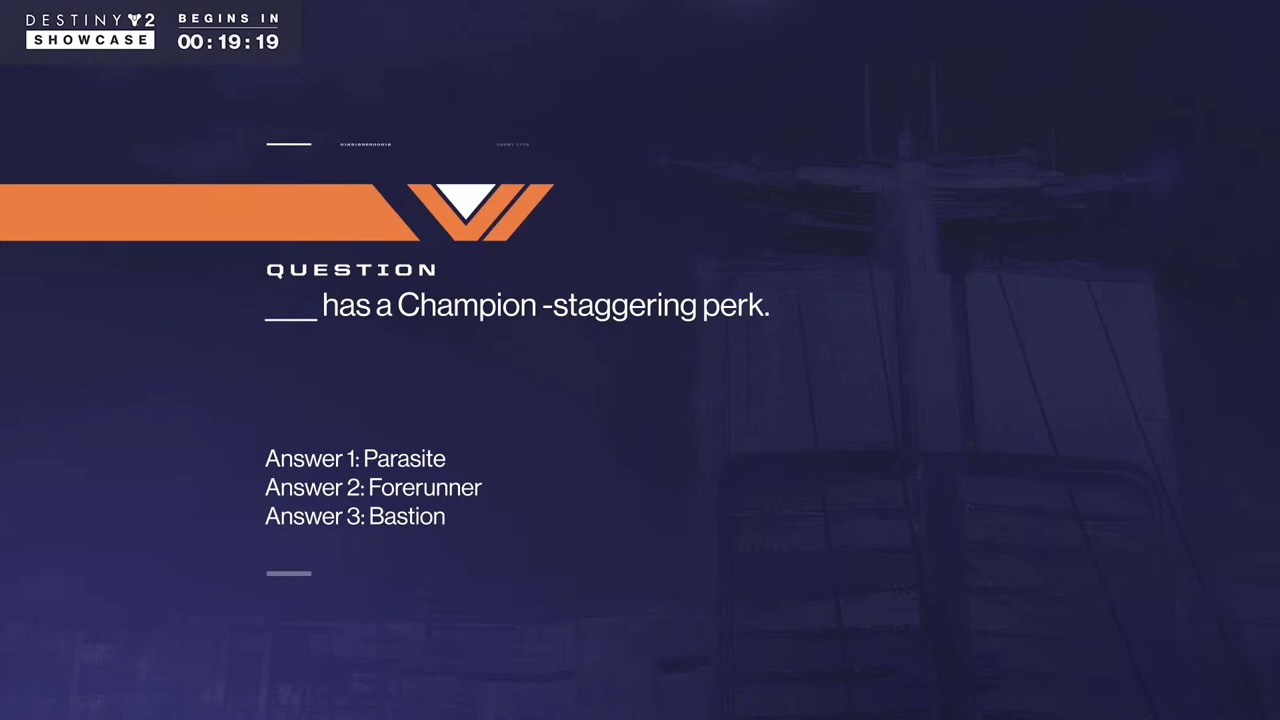 DESTINY 2
SHOWCASE
BEGINS IN
00:19:19
QUESTION
____ has a Champion -staggering perk.
Answer 1: Parasite
Answer 2: Forerunner
Answer 3: Bastion